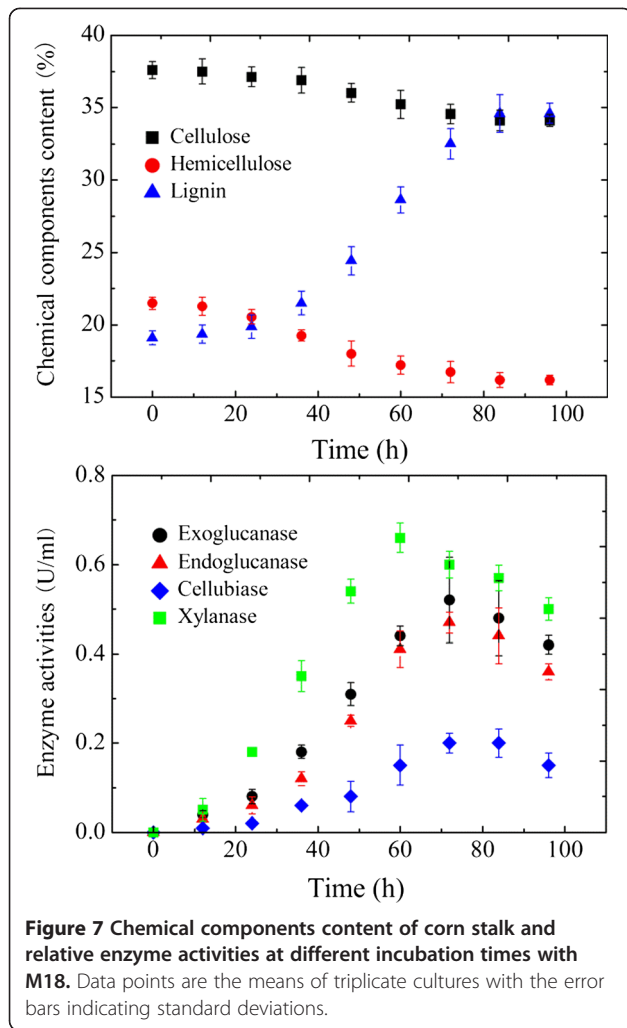 40
35
30
25
20
15
Chemical components content (%)
Cellulose
Hemicellulose
Lignin
0 20 40 60 80 100
Time (h)
0.8
0.6
0.4
0.2
0.0
Enzyme activities (U/ml)
Exoglucanase
Endoglucanase
Cellubiase
Xylanase
0 20 40 60 80 100
Time (h)
Figure 7 Chemical components content of corn stalk and
relative enzyme activities at different incubation times with
M18. Data points are the means of triplicate cultures with the error
bars indicating standard deviations.